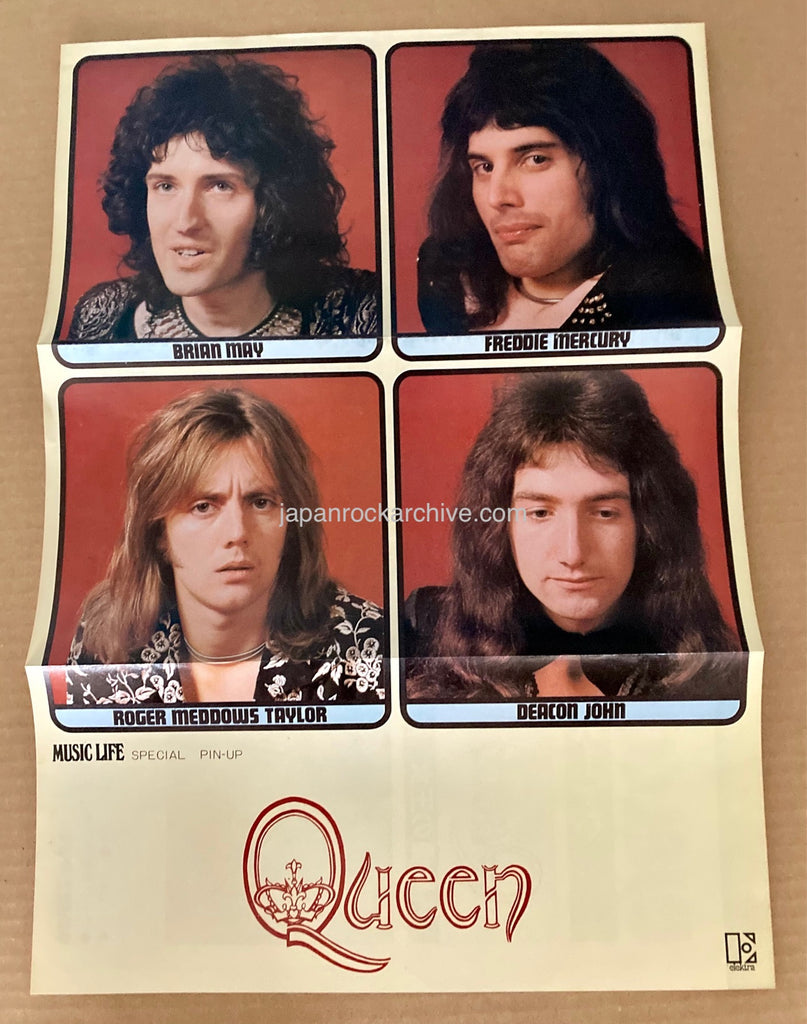 BRIAN MAY
FREDDIE MERCURY
japanrockarchive.com
ROGER MEDDOWS TAYLOR
DEACON JOHN
MUSIC LIFE SPECIAL PIN-UP
Queen
elektra